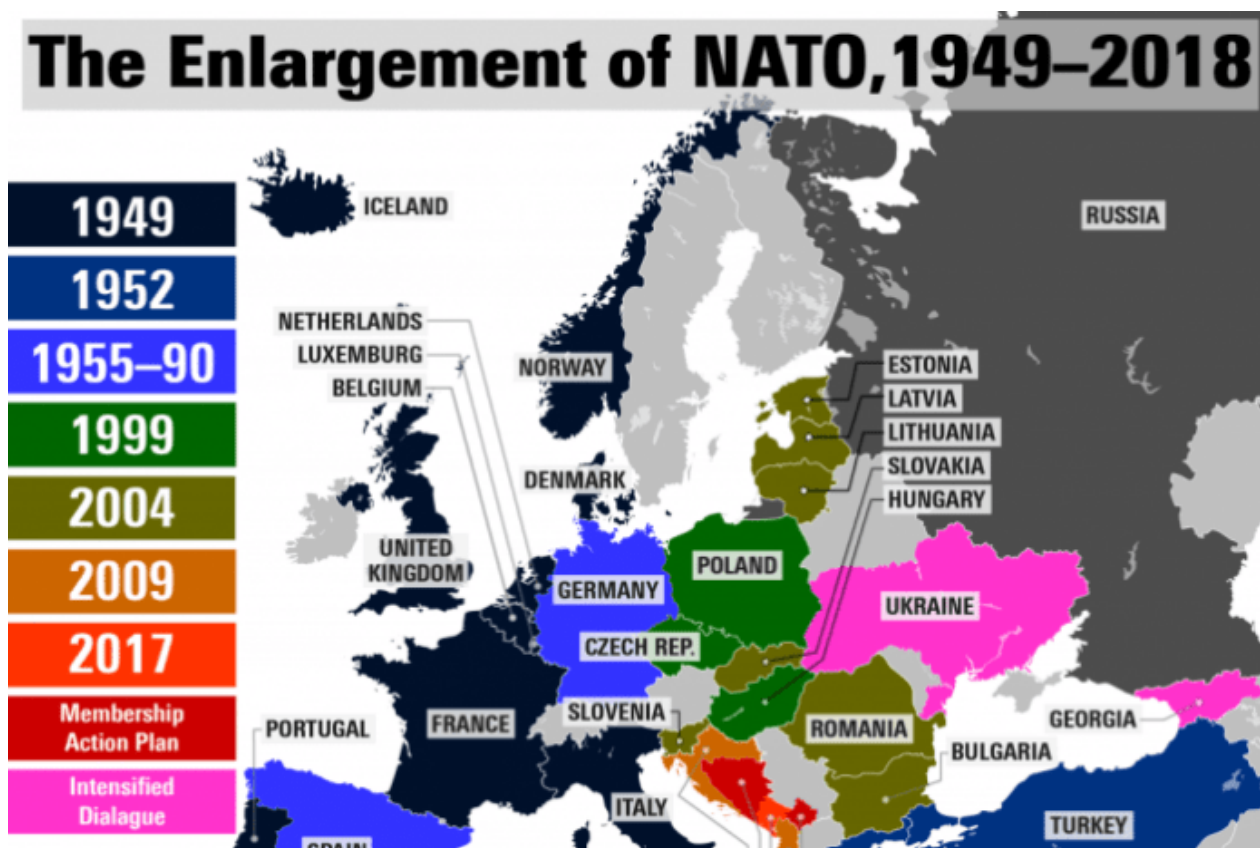 The Enlargement of NATO, 1949–2018
1949
1952
1955–90
1999
2004
2009
2017
Membership
Action Plan
Intensified
Dialague
ICELAND
RUSSIA
NETHERLANDS
LUXEMBURG
BELGIUM
NORWAY
ESTONIA
LATVIA
LITHUANIA
SLOVAKIA
HUNGARY
DENMARK
UNITED
KINGDOM
GERMANY
POLAND
UKRAINE
CZECH REP.
PORTUGAL
FRANCE
SLOVENIA
ROMANIA
GEORGIA
BULGARIA
ITALY
TURKEY
SPAIN